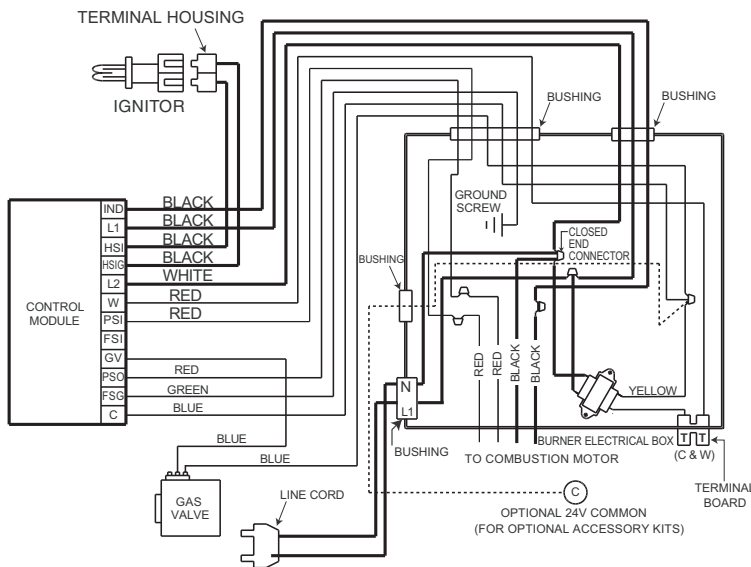 TERMINAL HOUSING
IGNITOR
BUSHING
BUSHING
GROUND
SCREW
CLOSED
END
CONNECTOR
BUSHING
CONTROL
MODULE
IND
L1
HSI
HSIG
L2
W
PSI
FSI
GV
PSO
FSG
C
BLACK
BLACK
BLACK
BLACK
WHITE
RED
RED
RED
GREEN
BLUE
BLUE
BLUE
GAS
VALVE
LINE CORD
N
L1
BUSHING
RED
RED
BLACK
BLACK
TO COMBUSTION MOTOR
YELLOW
BURNER ELECTRICAL BOX
T T
(C & W)
TERMINAL
BOARD
C
OPTIONAL 24V COMMON
(FOR OPTIONAL ACCESSORY KITS)